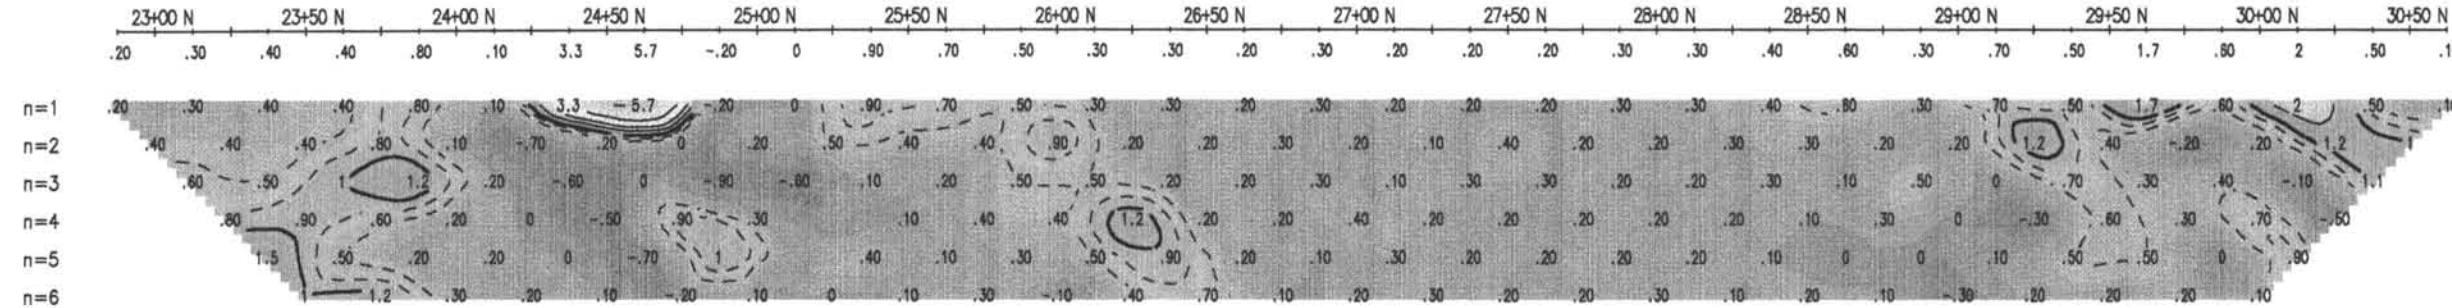 23+00 N 23+50 N 24+00 N 24+50 N 25+00 N 25+50 N 26+00 N 26+50 N 27+00 N 27+50 N 28+00 N 28+50 N 29+00 N 29+50 N 30+00 N 30+50 N
.20 .30 .40 .40 .80 .10 3.3 5.7 -.20 0 .90 .70 .50 .30 .30 .20 .30 .20 .20 .20 .30 .30 .40 .60 .30 .70 .50 1.7 .60 2 .50
n=1 .20 .30 .40 .40 .10 3.3 5.7 -.20 0 .90 .70 .50 .30 .30 .20 .30 .20 .20 .20 .30 .30 .40 .30 .70 .50 1.7 .60 2 .50
n=2 .40 .40 .40 .80 .10 -.70 .20 0 .20 .50 .40 .90 .20 .20 .30 .20 .10 .40 .20 .30 .30 .20 .20 1.2 .40 -.20 .20 1.2
n=3 .60 .50 1 1.2 .20 -.60 0 -.90 -.60 .10 .20 .50 .50 .20 .20 .30 .10 .30 .30 .20 .20 .30 .10 .50 0 .70 .30 .40 -.10 1.1
n=4 .80 .90 .60 .20 0 -.50 .90 .30 .10 .40 .40 1.2 .20 .20 .40 .20 .20 .20 .20 .10 .30 0 -.30 .60 .30 .70 -.50
n=5 1.5 .50 .20 .20 0 -.70 1 .40 .10 .30 .50 .90 .20 .10 .30 .20 .20 .20 .20 .10 0 0 .10 .50 .50 0 .90
n=6 1.2 .30 .20 .10 -.20 .10 0 .10 .30 -.10 .40 .70 .10 .20 .20 .20 .20 .20 .10 .10 -.30 .20 .20 .20 .10